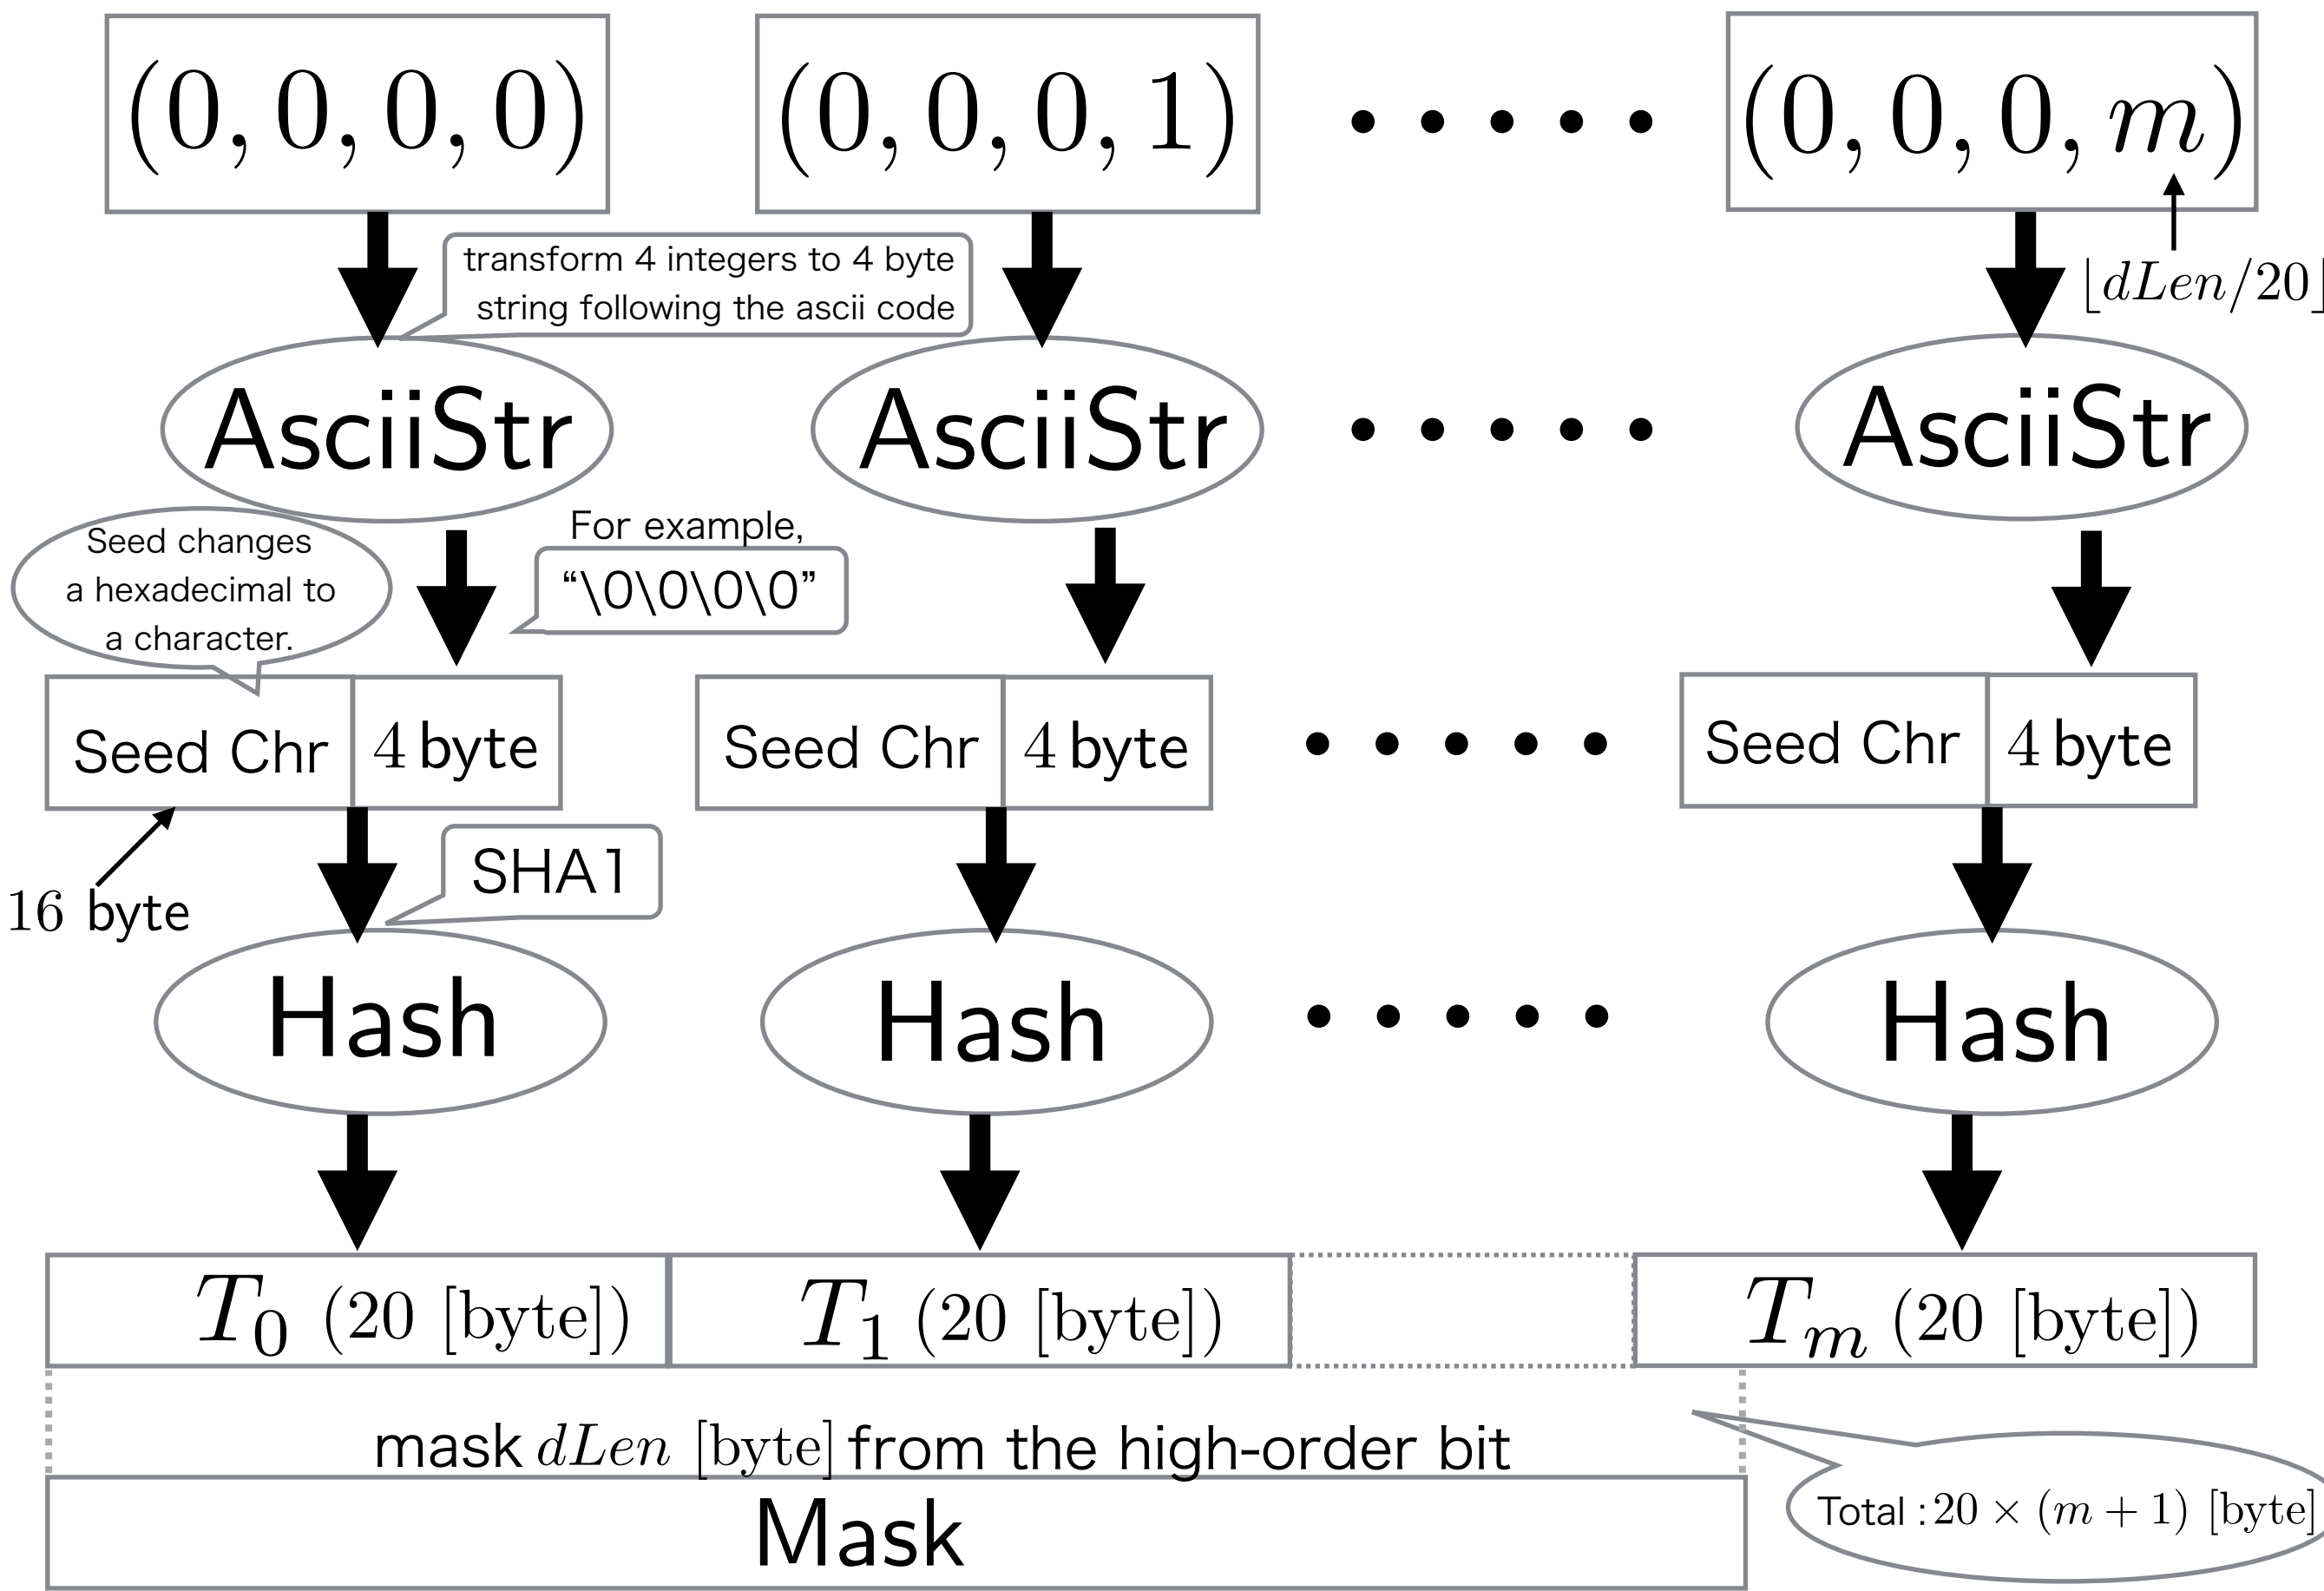 (0, 0, 0, 0)
(0, 0, 0, 1)
(0, 0, 0, m)
transform 4 integers to 4 byte
string following the ascii code
⌊dLen/20⌋
AsciiStr
AsciiStr
AsciiStr
Seed changes
a hexadecimal to
a character.
For example,
“\0\0\0\0”
Seed Chr
4 byte
Seed Chr
4 byte
Seed Chr
4 byte
16 byte
SHA1
Hash
Hash
Hash
T₀ (20 [byte])
T₁ (20 [byte])
Tₘ (20 [byte])
mask dLen [byte] from the high-order bit
Mask
Total : 20 × (m + 1) [byte]